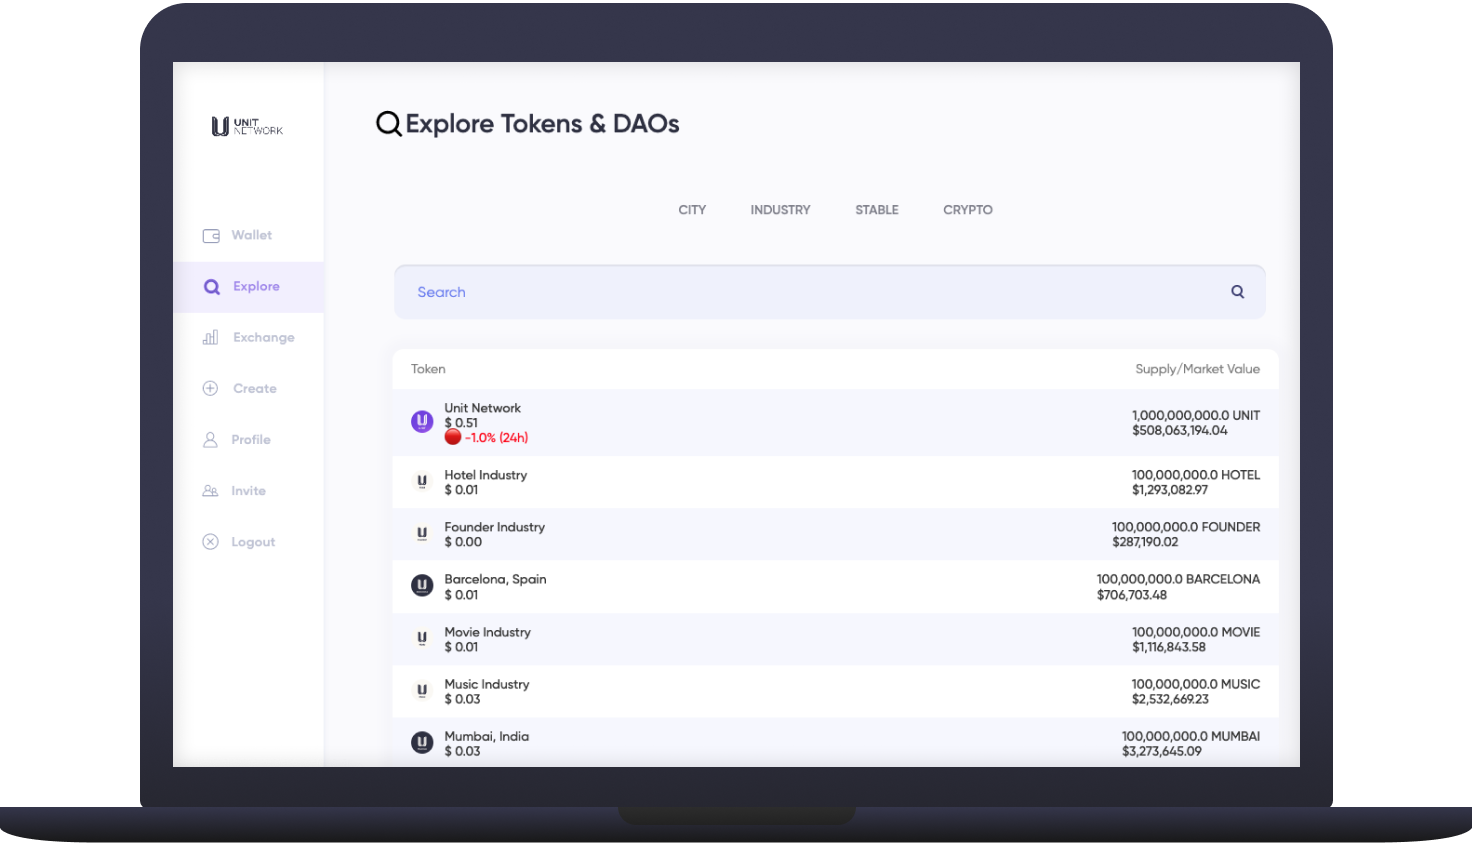 UNIT
NETWORK
Explore Tokens & DAOs
CITY INDUSTRY STABLE CRYPTO
Wallet
Explore
Exchange
Create
Profile
Invite
Logout
Search
Token Supply/Market Value
Unit Network
$ 0.51
-1.0% (24h)
1,000,000,000.0 UNIT
$508,063,194.04
Hotel Industry
$ 0.01
100,000,000.0 HOTEL
$1,293,082.97
Founder Industry
$ 0.00
100,000,000.0 FOUNDER
$287,190.02
Barcelona, Spain
$ 0.01
100,000,000.0 BARCELONA
$706,703.48
Movie Industry
$ 0.01
100,000,000.0 MOVIE
$1,116,843.58
Music Industry
$ 0.03
100,000,000.0 MUSIC
$2,532,669.23
Mumbai, India
$ 0.03
100,000,000.0 MUMBAI
$3,273,645.09